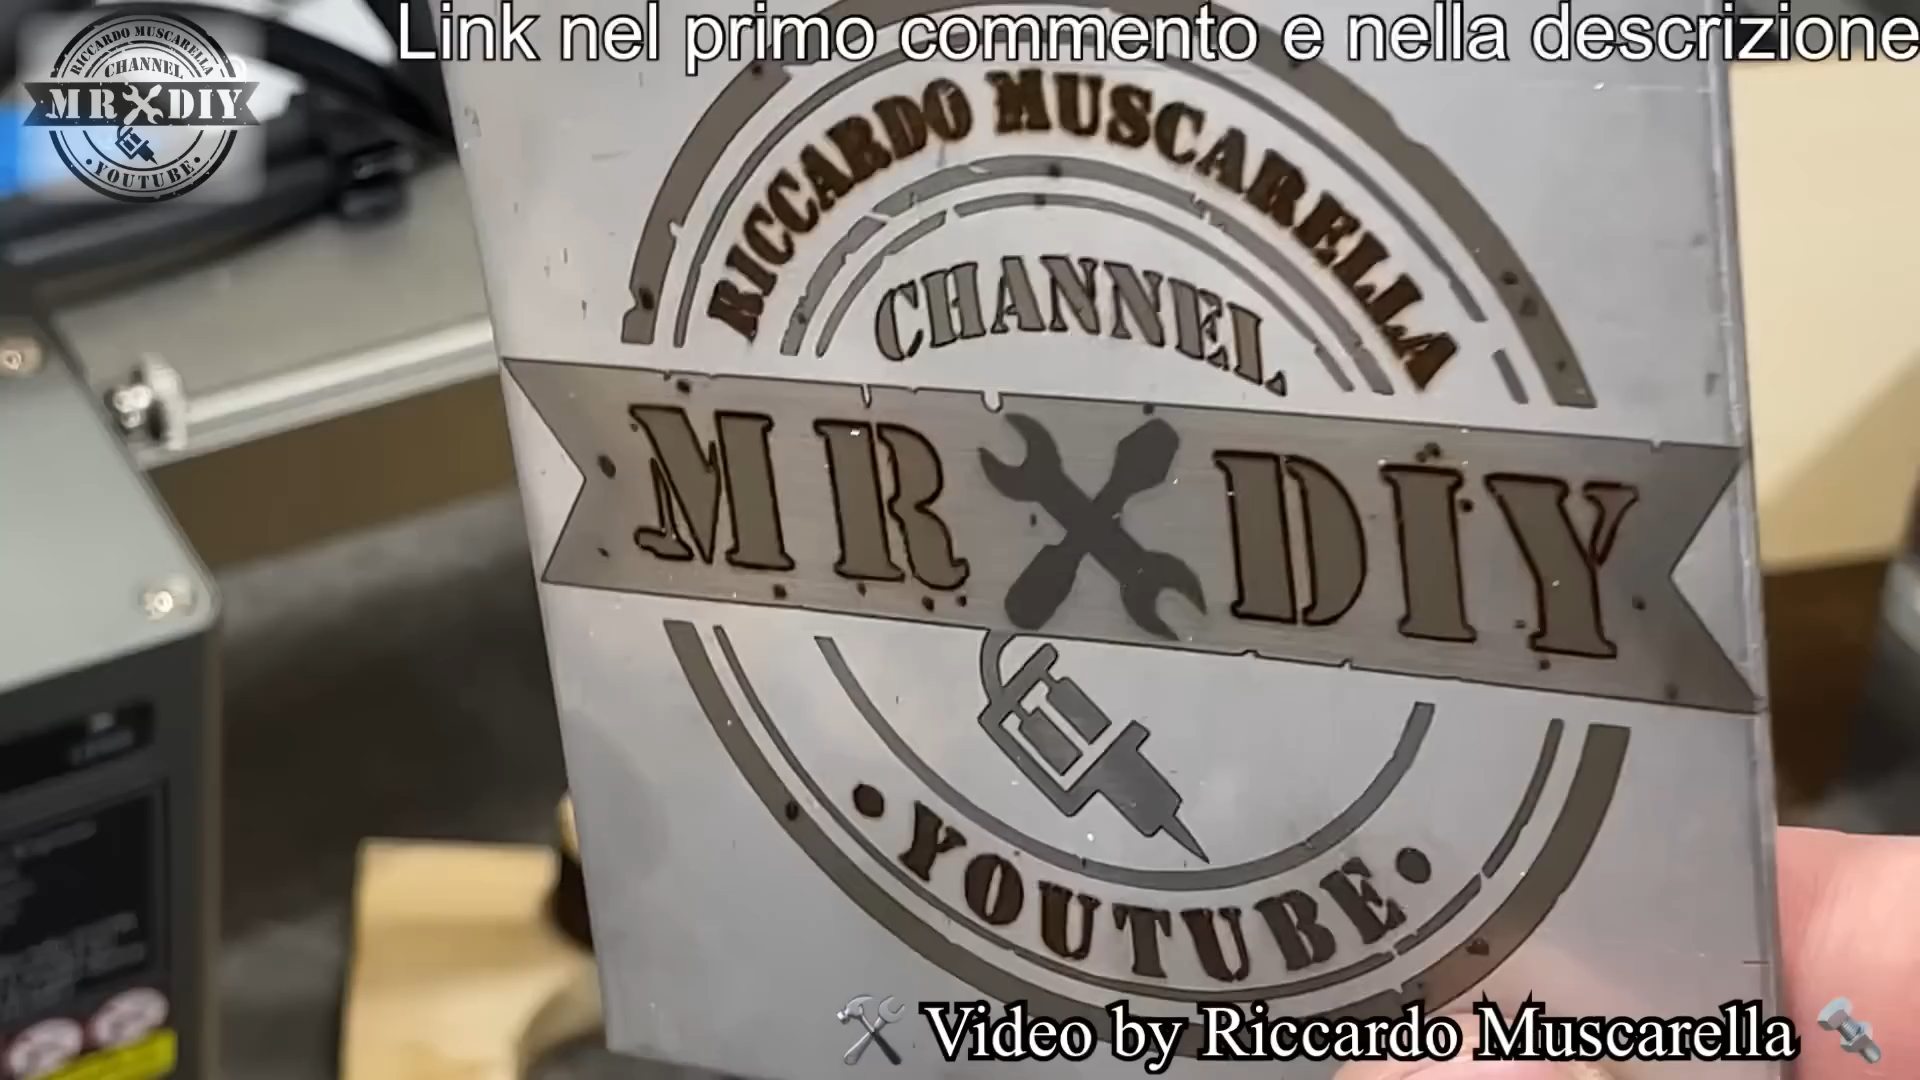 Link nel primo commento e nella descrizione
RICCARDO MUSCARELLA
CHANNEL
MR DIY
YOUTUBE
RICCARDO MUSCARELLA
CHANNEL
MR DIY
• YOUTUBE •
Video by Riccardo Muscarella